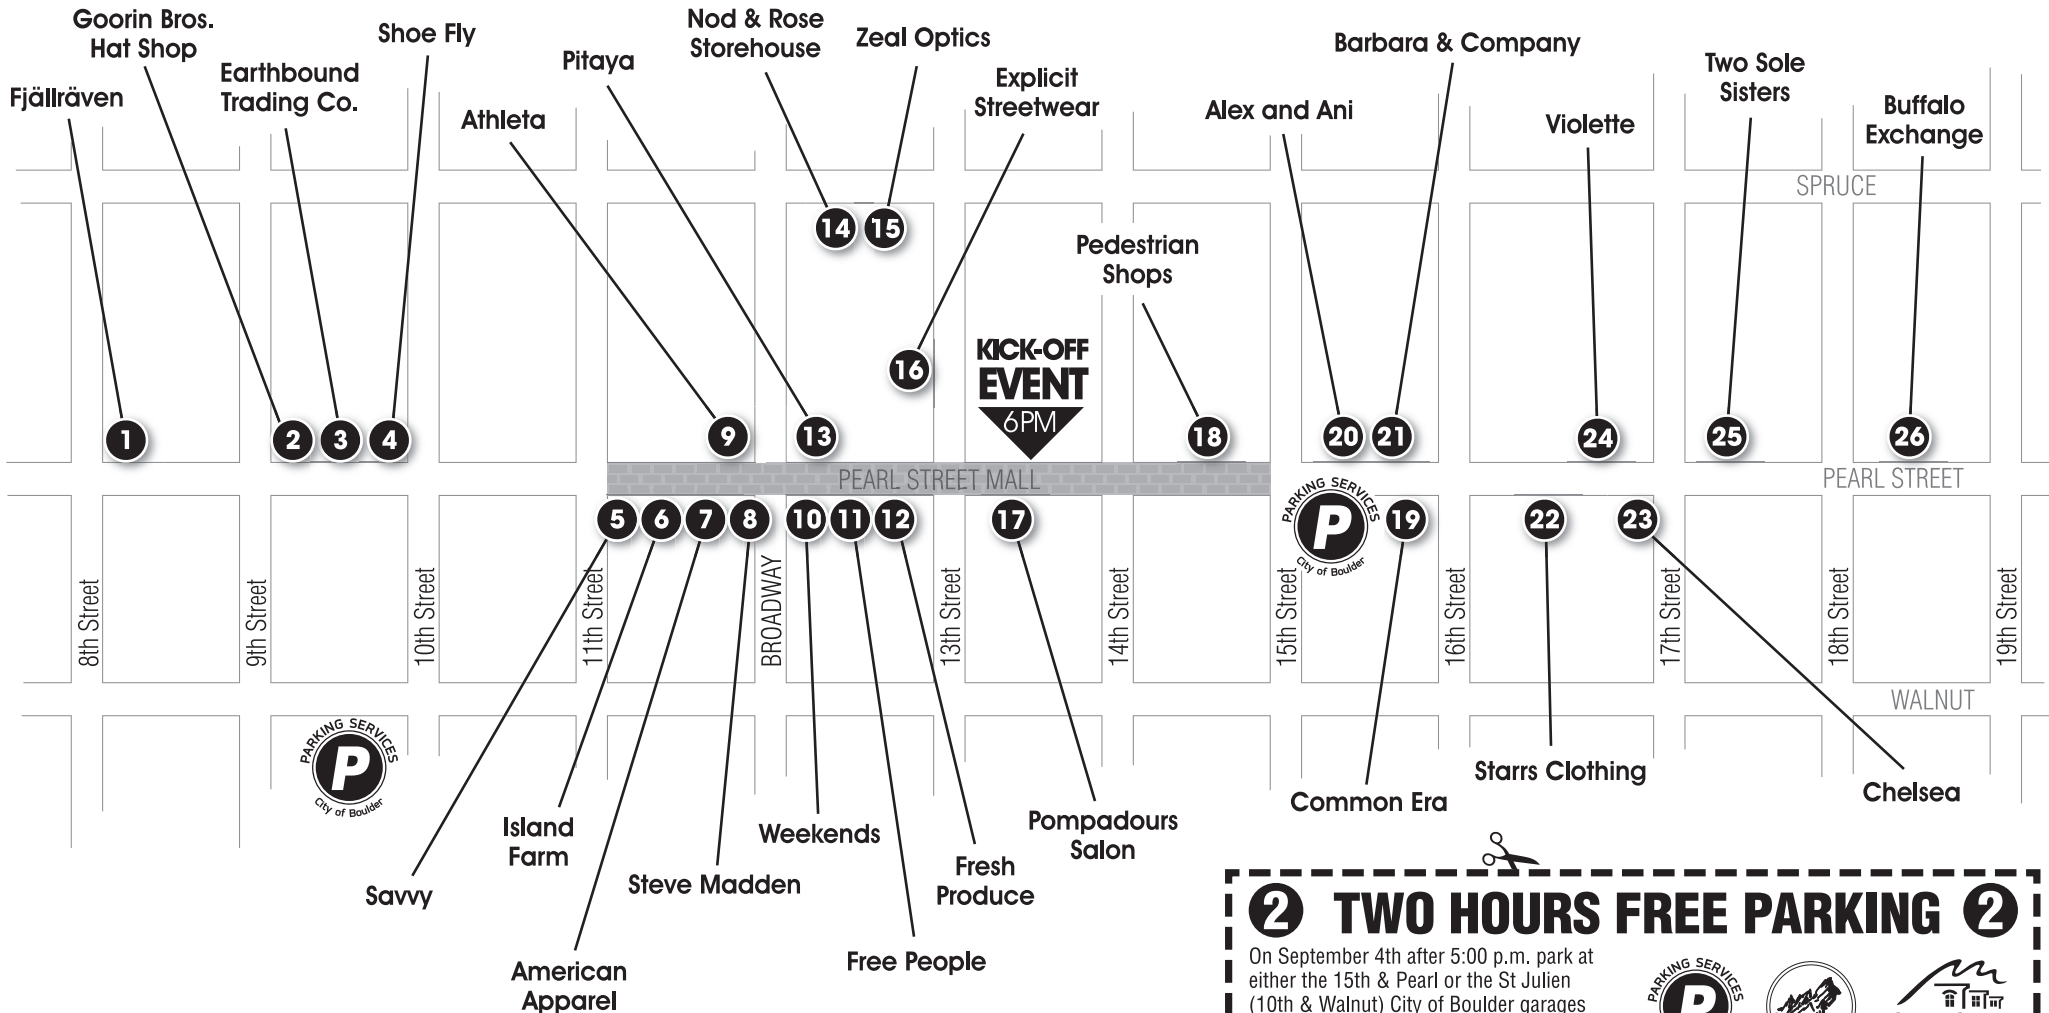 Goorin Bros.
Hat Shop
Shoe Fly
Nod & Rose
Storehouse
Zeal Optics
Barbara & Company
Pitaya
Earthbound
Trading Co.
Explicit
Streetwear
Two Sole
Sisters
Fjällräven
Athleta
Alex and Ani
Violette
Buffalo
Exchange
SPRUCE
14
15
Pedestrian
Shops
KICK-OFF
EVENT
6PM
16
1
2
3
4
9
13
18
20
21
24
25
26
PEARL STREET MALL
PEARL STREET
5
6
7
8
10
11
12
17
PARKING SERVICES
P
City of Boulder
19
22
23
8th Street
9th Street
10th Street
11th Street
BROADWAY
13th Street
14th Street
15th Street
16th Street
17th Street
18th Street
19th Street
WALNUT
PARKING SERVICES
P
City of Boulder
Starrs Clothing
Common Era
Chelsea
Island
Farm
Weekends
Pompadours
Salon
Savvy
Steve Madden
Fresh
Produce
American
Apparel
Free People
2 TWO HOURS FREE PARKING 2
On September 4th after 5:00 p.m. park at
either the 15th & Pearl or the St Julien
(10th & Walnut) City of Boulder garages
PARKING SERVICES
P